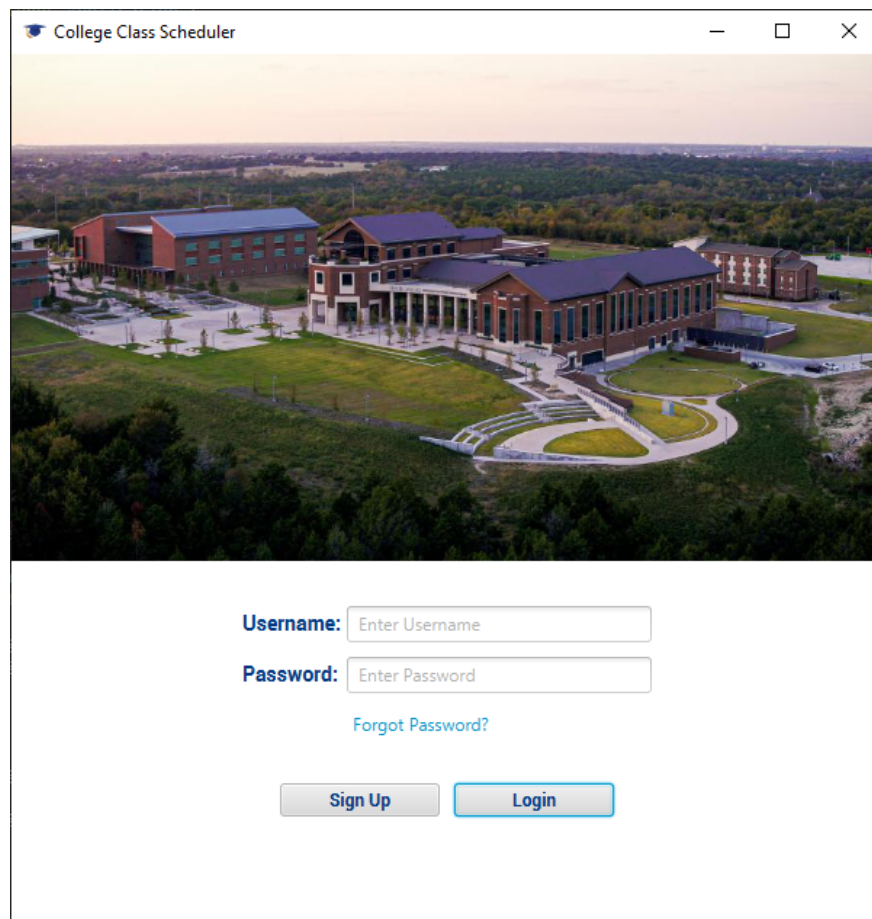 College Class Scheduler
Username: Enter Username
Password: Enter Password
Forgot Password?
Sign Up Login